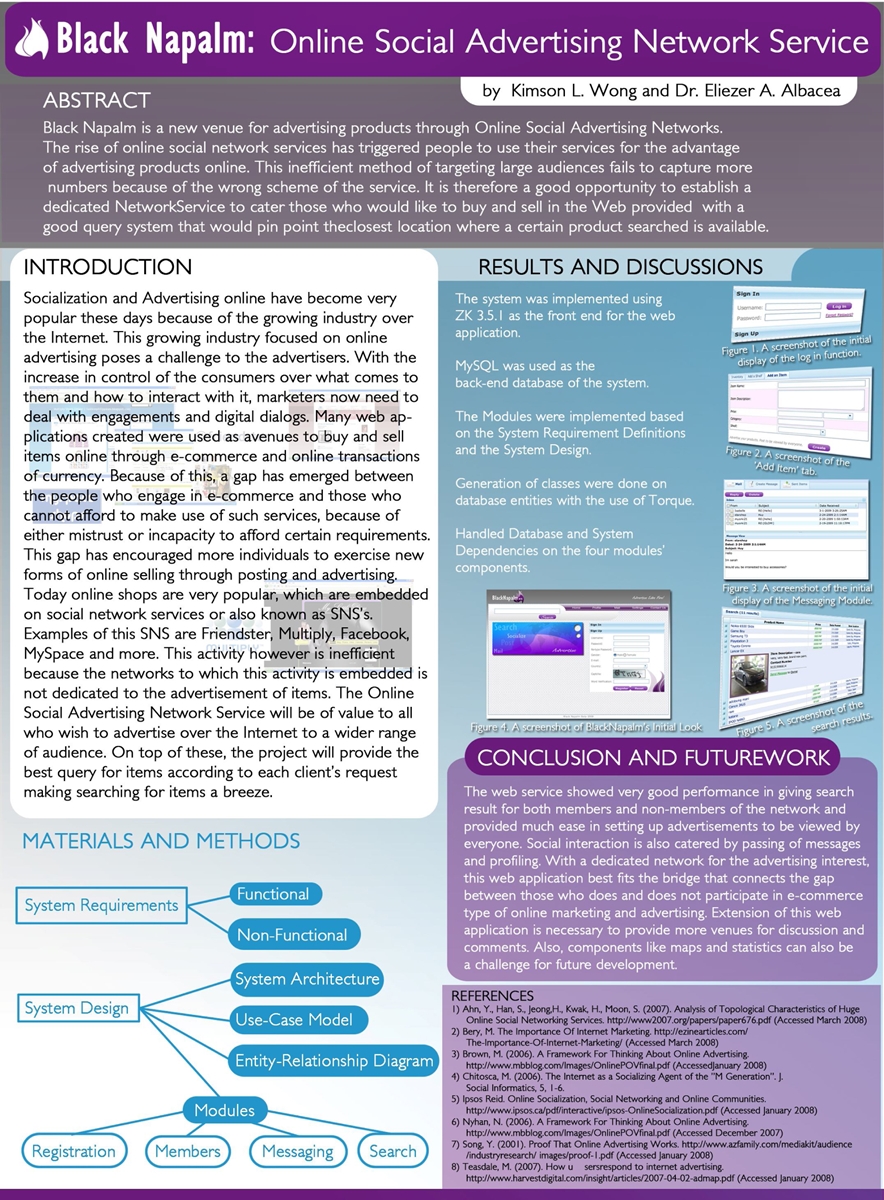 Black Napalm: Online Social Advertising Network Service
by Kimson L. Wong and Dr. Eliezer A. Albacea
ABSTRACT
Black Napalm is a new venue for advertising products through Online Social Advertising Networks.
The rise of online social network services has triggered people to use their services for the advantage
of advertising products online. This inefficient method of targeting large audiences fails to capture more
numbers because of the wrong scheme of the service. It is therefore a good opportunity to establish a
dedicated NetworkService to cater those who would like to buy and sell in the Web provided with a
good query system that would pin point theclosest location where a certain product searched is available.
INTRODUCTION
Socialization and Advertising online have become very
popular these days because of the growing industry over
the Internet. This growing industry focused on online
advertising poses a challenge to the advertisers. With the
increase in control of the consumers over what comes to
them and how to interact with it, marketers now need to
deal with engagements and digital dialogs. Many web ap-
plications created were used as avenues to buy and sell
items online through e-commerce and online transactions
of currency. Because of this, a gap has emerged between
the people who engage in e-commerce and those who
cannot afford to make use of such services, because of
either mistrust or incapacity to afford certain requirements.
This gap has encouraged more individuals to exercise new
forms of online selling through posting and advertising.
Today online shops are very popular, which are embedded
on social network services or also known as SNS's.
Examples of this SNS are Friendster, Multiply, Facebook,
MySpace and more. This activity however is inefficient
because the networks to which this activity is embedded is
not dedicated to the advertisement of items. The Online
Social Advertising Network Service will be of value to all
who wish to advertise over the Internet to a wider range
of audience. On top of these, the project will provide the
best query for items according to each client's request
making searching for items a breeze.
MATERIALS AND METHODS
System Requirements
Functional
Non-Functional
System Design
System Architecture
Use-Case Model
Entity-Relationship Diagram
Modules
Registration
Members
Messaging
Search
RESULTS AND DISCUSSIONS
The system was implemented using
ZK 3.5.1 as the front end for the web
application.
MySQL was used as the
back-end database of the system.
The Modules were implemented based
on the System Requirement Definitions
and the System Design.
Generation of classes were done on
database entities with the use of Torque.
Handled Database and System
Dependencies on the four modules'
components.
Sign In
Username:
Password:
Log In
Forgot Password?
Sign Up
Figure 1. A screenshot of the initial
display of the log in function.
Figure 2. A screenshot of the
'Add Item' tab.
Figure 3. A screenshot of the initial
display of the Messaging Module.
BlackNapalm
Search
Socialize
Mail
Advertise
Figure 4. A screenshot of BlackNapalm's Initial Look
Figure 5. A screenshot of the
search results.
CONCLUSION AND FUTUREWORK
The web service showed very good performance in giving search
result for both members and non-members of the network and
provided much ease in setting up advertisements to be viewed by
everyone. Social interaction is also catered by passing of messages
and profiling. With a dedicated network for the advertising interest,
this web application best fits the bridge that connects the gap
between those who does and does not participate in e-commerce
type of online marketing and advertising. Extension of this web
application is necessary to provide more venues for discussion and
comments. Also, components like maps and statistics can also be
a challenge for future development.
REFERENCES
1) Ahn, Y., Han, S., Jeong,H., Kwak, H., Moon, S. (2007). Analysis of Topological Characteristics of Huge
Online Social Networking Services. http://www2007.org/papers/paper676.pdf (Accessed March 2008)
2) Bery, M. The Importance Of Internet Marketing. http://ezinearticles.com/
The-Importance-Of-Internet-Marketing/ (Accessed March 2008)
3) Brown, M. (2006). A Framework For Thinking About Online Advertising.
http://www.mbblog.com/Images/OnlinePOVfinal.pdf (AccessedJanuary 2008)
4) Chitosca, M. (2006). The Internet as a Socializing Agent of the "M Generation". J.
Social Informatics, 5, 1-6.
5) Ipsos Reid. Online Socialization, Social Networking and Online Communities.
http://www.ipsos.ca/pdf/interactive/ipsos-OnlineSocialization.pdf (Accessed January 2008)
6) Nyhan, N. (2006). A Framework For Thinking About Online Advertising.
http://www.mbblog.com/Images/OnlinePOVfinal.pdf (Accessed December 2007)
7) Song, Y. (2001). Proof That Online Advertising Works. http://www.azfamily.com/mediakit/audience
/industryresearch/ images/proof-1.pdf (Accessed January 2008)
8) Teasdale, M. (2007). How u sersrespond to internet advertising.
http://www.harvestdigital.com/insight/articles/2007-04-02-admap.pdf (Accessed January 2008)